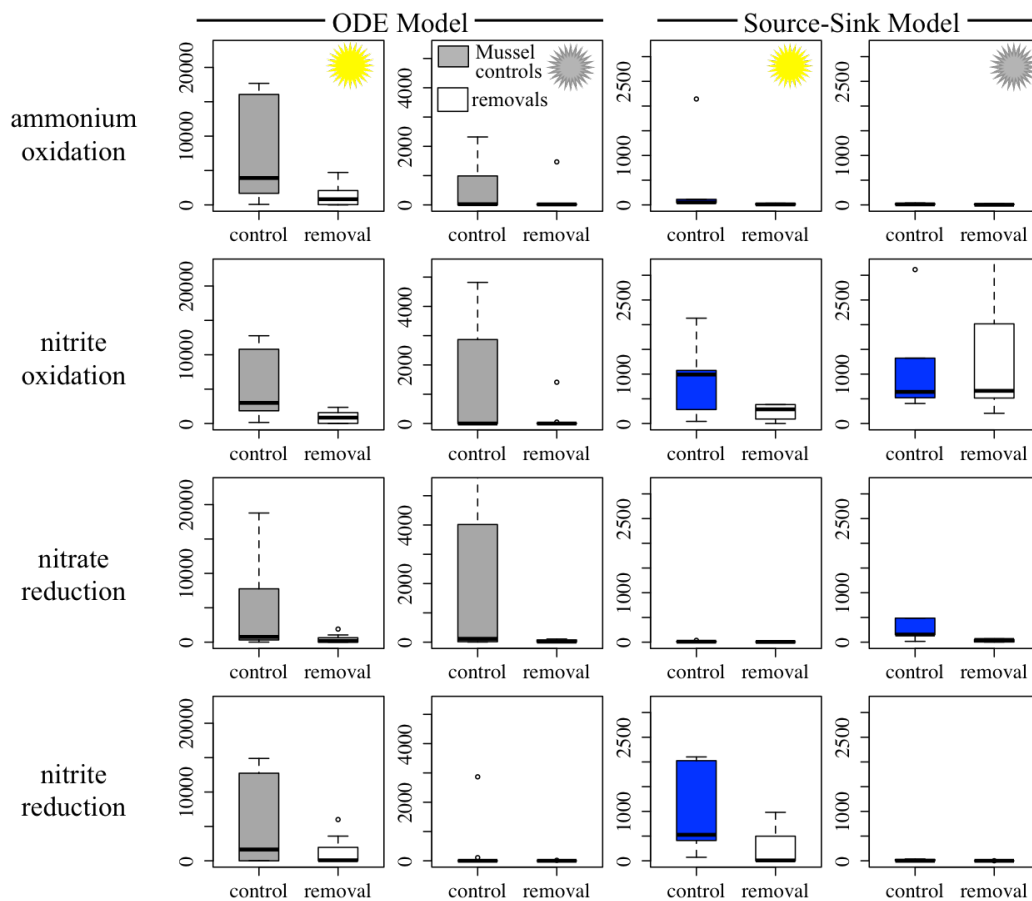 ODE Model
Source-Sink Model
ammonium
oxidation
0 10000 20000
control removal
0 2000 4000
Mussel
controls
removals
control removal
0 1000 2500
control removal
0 1000 2500
control removal
nitrite
oxidation
0 10000 20000
control removal
0 2000 4000
control removal
0 1000 2500
control removal
0 1000 2500
control removal
nitrate
reduction
0 10000 20000
control removal
0 2000 4000
control removal
0 1000 2500
control removal
0 1000 2500
control removal
nitrite
reduction
0 10000 20000
control removal
0 2000 4000
control removal
0 1000 2500
control removal
0 1000 2500
control removal